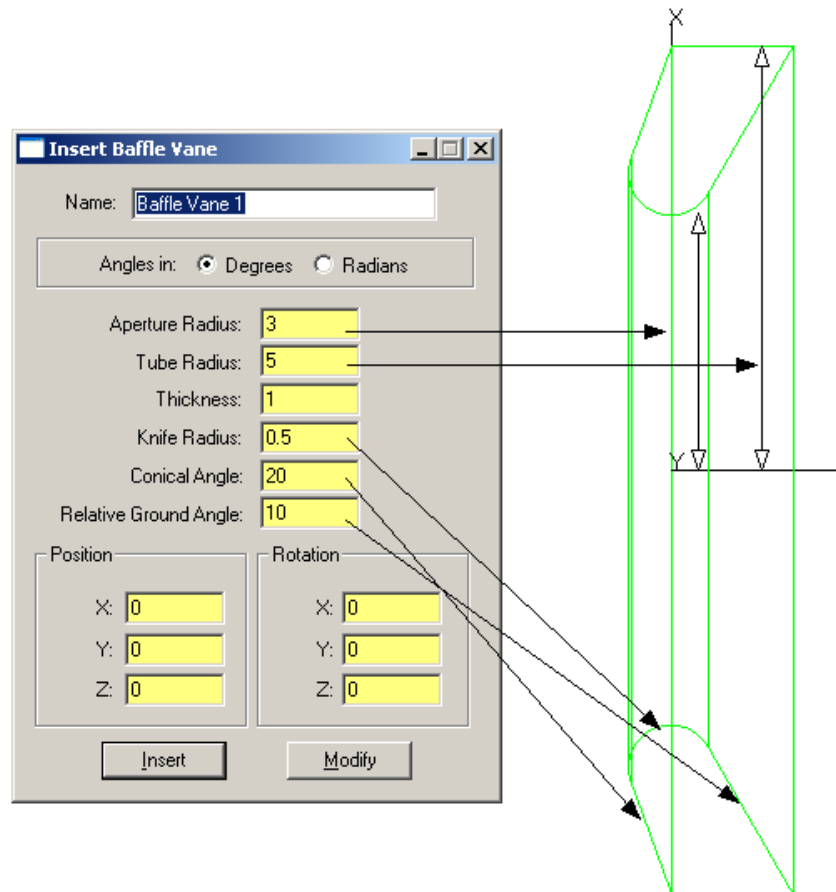 X
Insert Baffle Vane
Name: Baffle Vane 1
Angles in: Degrees Radians
Aperture Radius: 3
Tube Radius: 5
Thickness: 1
Knife Radius: 0.5
Conical Angle: 20
Relative Ground Angle: 10
Y
Position
X: 0
Y: 0
Z: 0
Rotation
X: 0
Y: 0
Z: 0
Insert
Modify